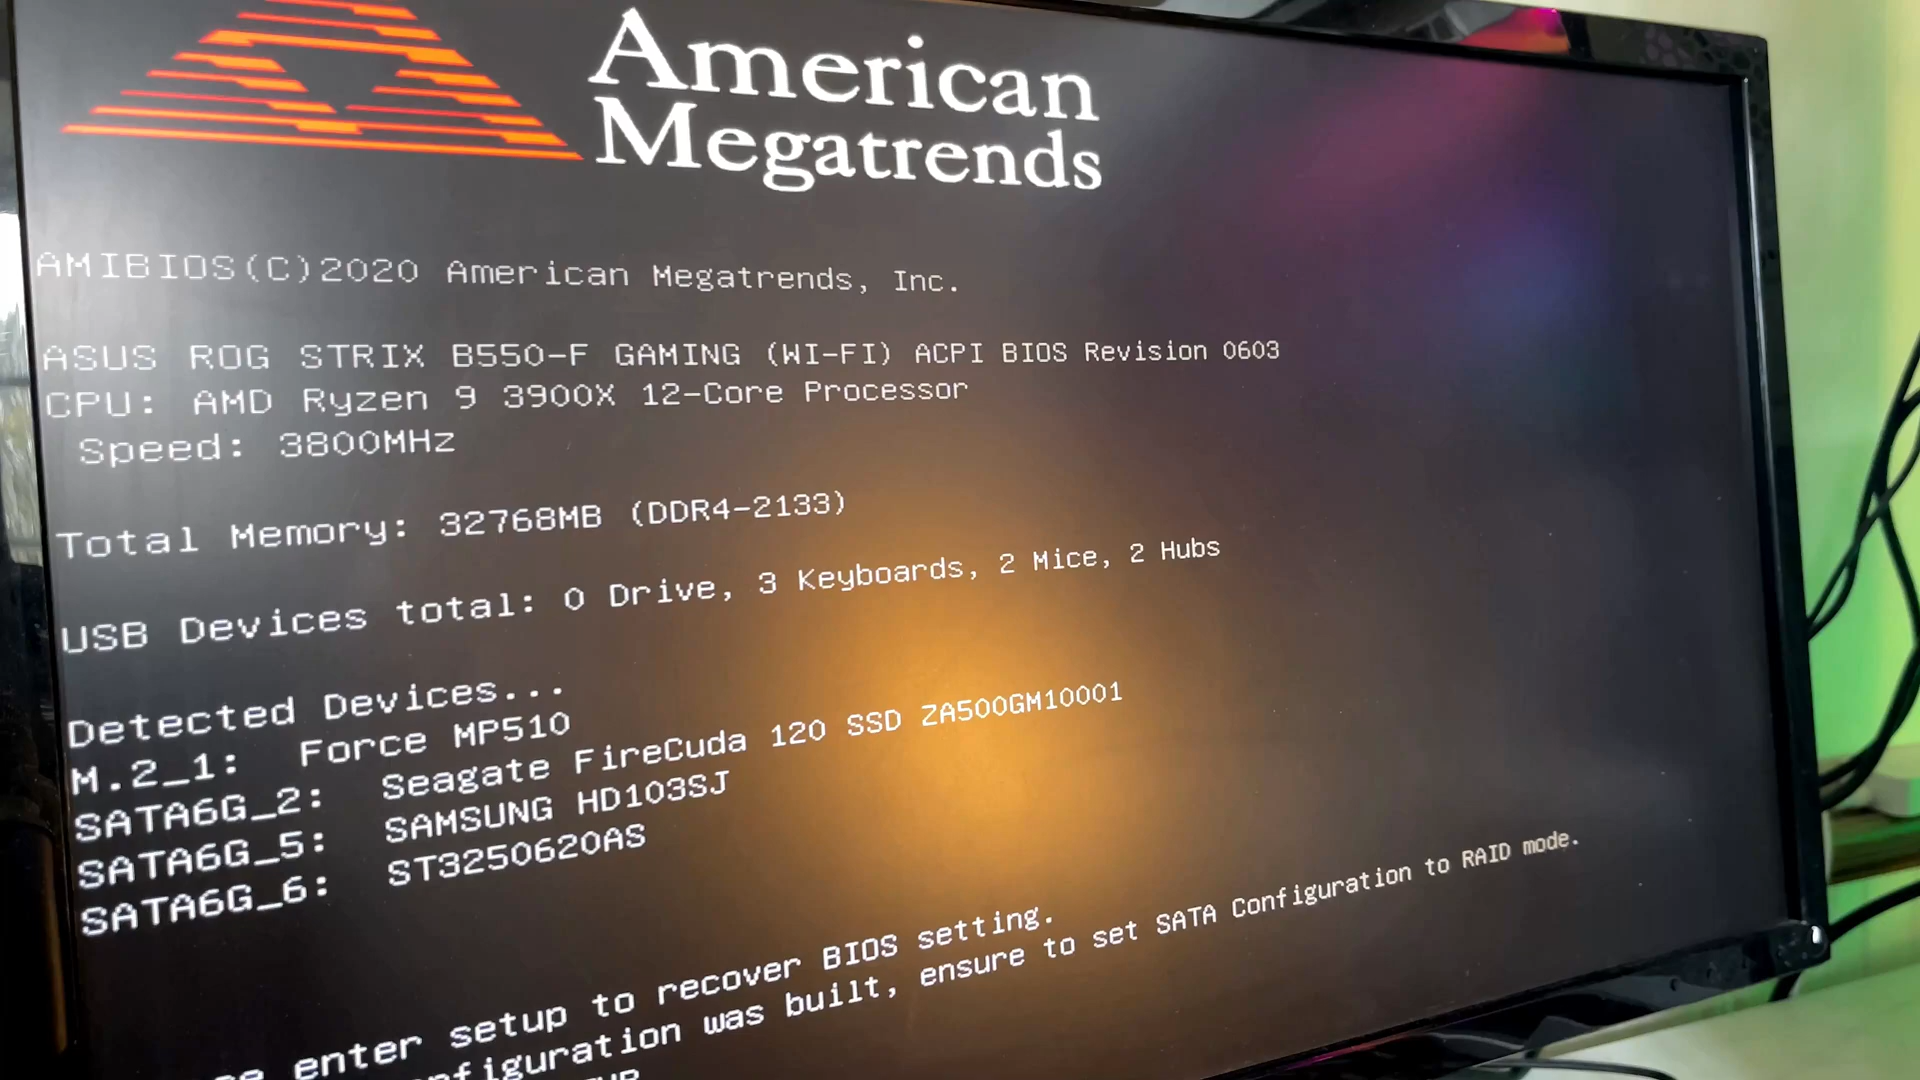 American
Megatrends
AMIBIOS(C)2020 American Megatrends, Inc.
ASUS ROG STRIX B550-F GAMING (WI-FI) ACPI BIOS Revision 0603
CPU: AMD Ryzen 9 3900X 12-Core Processor
Speed: 3800MHz
Total Memory: 32768MB (DDR4-2133)
USB Devices total: 0 Drive, 3 Keyboards, 2 Mice, 2 Hubs
Detected Devices...
M.2_1: Force MP510
SATA6G_2: Seagate FireCuda 120 SSD ZA500GM10001
SATA6G_5: SAMSUNG HD103SJ
SATA6G_6: ST3250620AS
enter setup to recover BIOS setting.
was built, ensure to set SATA Configuration to RAID mode.